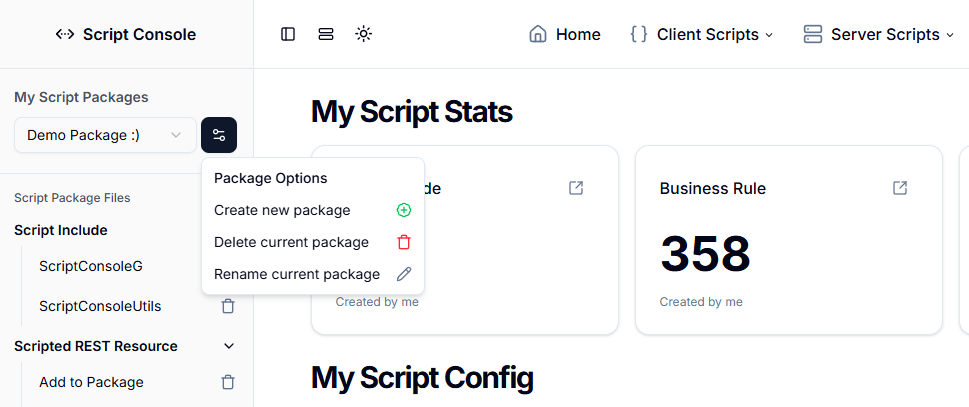 Script Console
Home
Client Scripts
Server Scripts
My Script Packages
Demo Package :)
Package Options
Create new package
Delete current package
Rename current package
Script Package Files
Script Include
ScriptConsoleG
ScriptConsoleUtils
Scripted REST Resource
Add to Package
My Script Stats
de
Created by me
Business Rule
358
Created by me
My Script Config